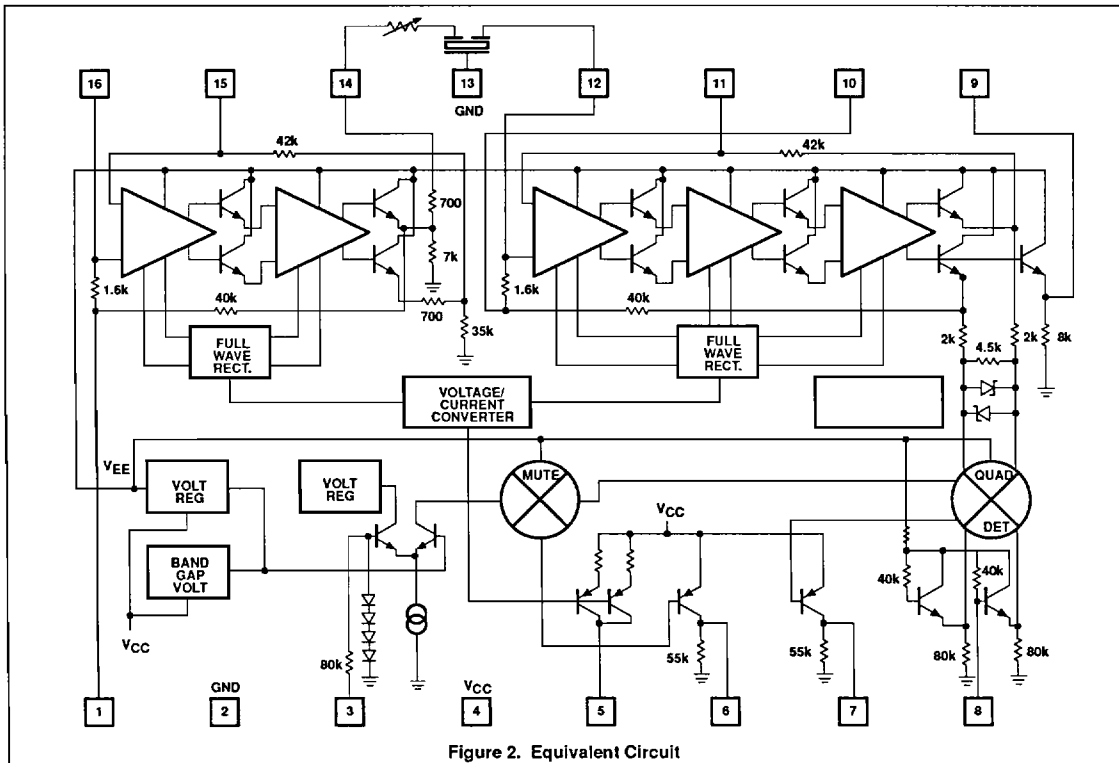 16
15
14
13
GND
12
11
10
9
42k
42k
700
7k
1.6k
40k
700
35k
1.6k
40k
2k
2k
8k
4.5k
FULL
WAVE
RECT.
FULL
WAVE
RECT.
VOLTAGE/
CURRENT
CONVERTER
VEE
VOLT
REG
VOLT
REG
MUTE
QUAD
DET
VCC
BAND
GAP
VOLT
VCC
40k
40k
80k
55k
55k
80k
80k
1
GND
2
3
VCC
4
5
6
7
8
Figure 2. Equivalent Circuit